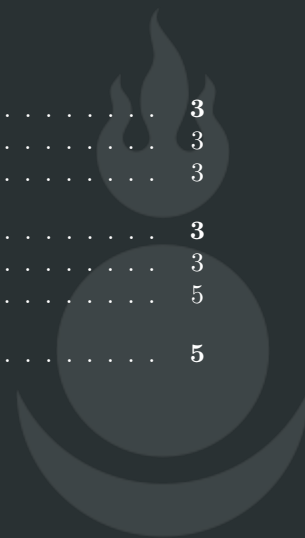 . . . . . . . . 3
. . . . . . . . 3
. . . . . . . . 3
. . . . . . . . 3
. . . . . . . . 3
. . . . . . . . 5
. . . . . . . . 5